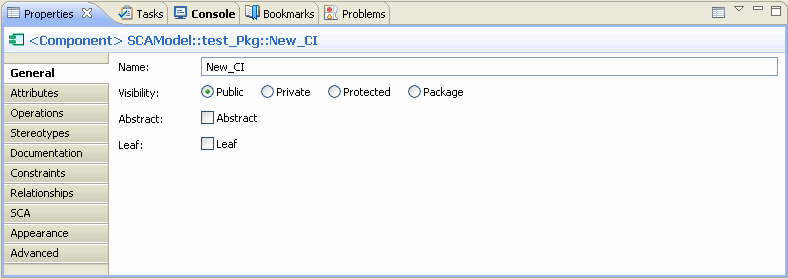 Properties Tasks Console Bookmarks Problems
<Component> SCAModel::test_Pkg::New_CI
General
Attributes
Operations
Stereotypes
Documentation
Constraints
Relationships
SCA
Appearance
Advanced
Name: New_CI
Visibility: Public Private Protected Package
Abstract: Abstract
Leaf: Leaf